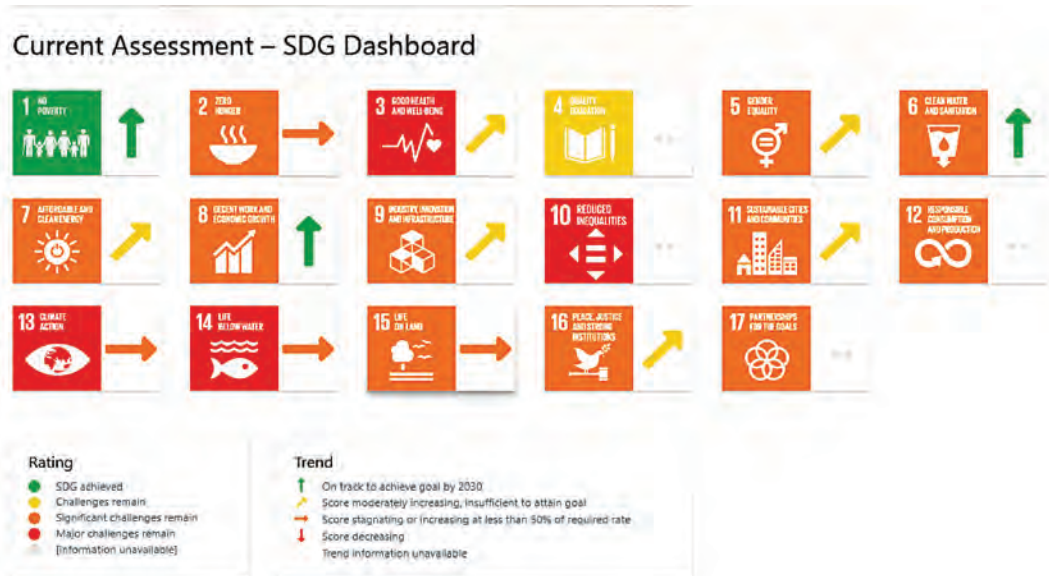 Current Assessment – SDG Dashboard
1 NO
POVERTY
2 ZERO
HUNGER
3 GOOD HEALTH
AND WELL-BEING
4 QUALITY
EDUCATION
5 GENDER
EQUALITY
6 CLEAN WATER
AND SANITATION
7 AFFORDABLE AND
CLEAN ENERGY
8 DECENT WORK AND
ECONOMIC GROWTH
9 INDUSTRY, INNOVATION
AND INFRASTRUCTURE
10 REDUCED
INEQUALITIES
11 SUSTAINABLE CITIES
AND COMMUNITIES
12 RESPONSIBLE
CONSUMPTION
AND PRODUCTION
13 CLIMATE
ACTION
14 LIFE
BELOW WATER
15 LIFE
ON LAND
16 PEACE, JUSTICE
AND STRONG
INSTITUTIONS
17 PARTNERSHIPS
FOR THE GOALS
Rating
SDG achieved
Challenges remain
Significant challenges remain
Major challenges remain
[Information unavailable]
Trend
On track to achieve goal by 2030
Score moderately increasing, insufficient to attain goal
Score stagnating or increasing at less than 50% of required rate
Score decreasing
Trend information unavailable